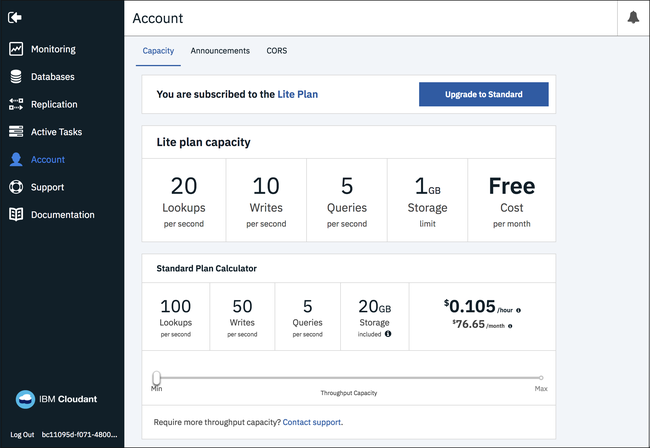 Account
Monitoring
Databases
Replication
Active Tasks
Account
Support
Documentation
IBM Cloudant
Log Out bc11095d-f071-4800...
Capacity Announcements CORS
You are subscribed to the Lite Plan
Upgrade to Standard
Lite plan capacity
20 10 5 1GB Free
Lookups Writes Queries Storage Cost
per second per second per second limit per month
Standard Plan Calculator
100 50 5 20GB $0.105/hour
Lookups Writes Queries Storage $76.65/month
per second per second per second included
Min Max
Throughput Capacity
Require more throughput capacity? Contact support.